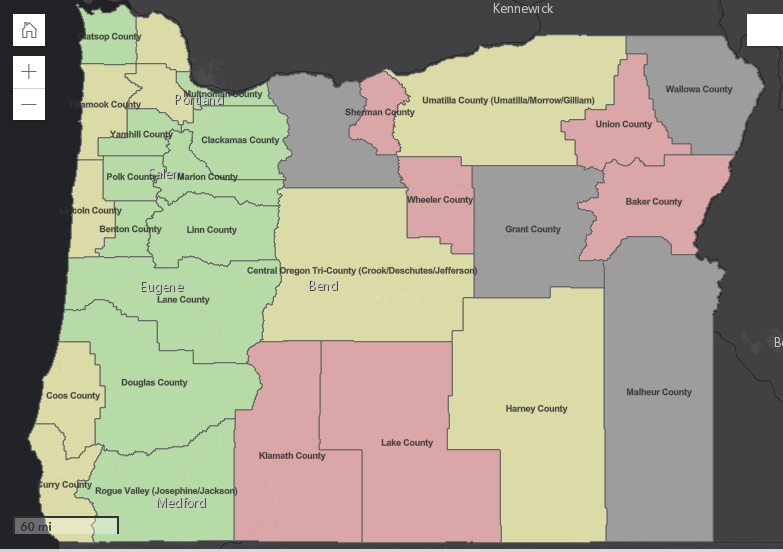 Kennewick
Clatsop County
Wallowa County
Multnomah County
Portland
Umatilla County (Umatilla/Morrow/Gilliam)
Tillamook County
Sherman County
Union County
Yamhill County
Clackamas County
Salem
Polk County
Marion County
Wheeler County
Baker County
Lincoln County
Benton County
Linn County
Grant County
Central Oregon Tri-County (Crook/Deschutes/Jefferson)
Eugene
Bend
Lane County
OREGON
Douglas County
Malheur County
Coos County
Harney County
Lake County
Klamath County
Curry County
Rogue Valley (Josephine/Jackson)
Medford
60 mi